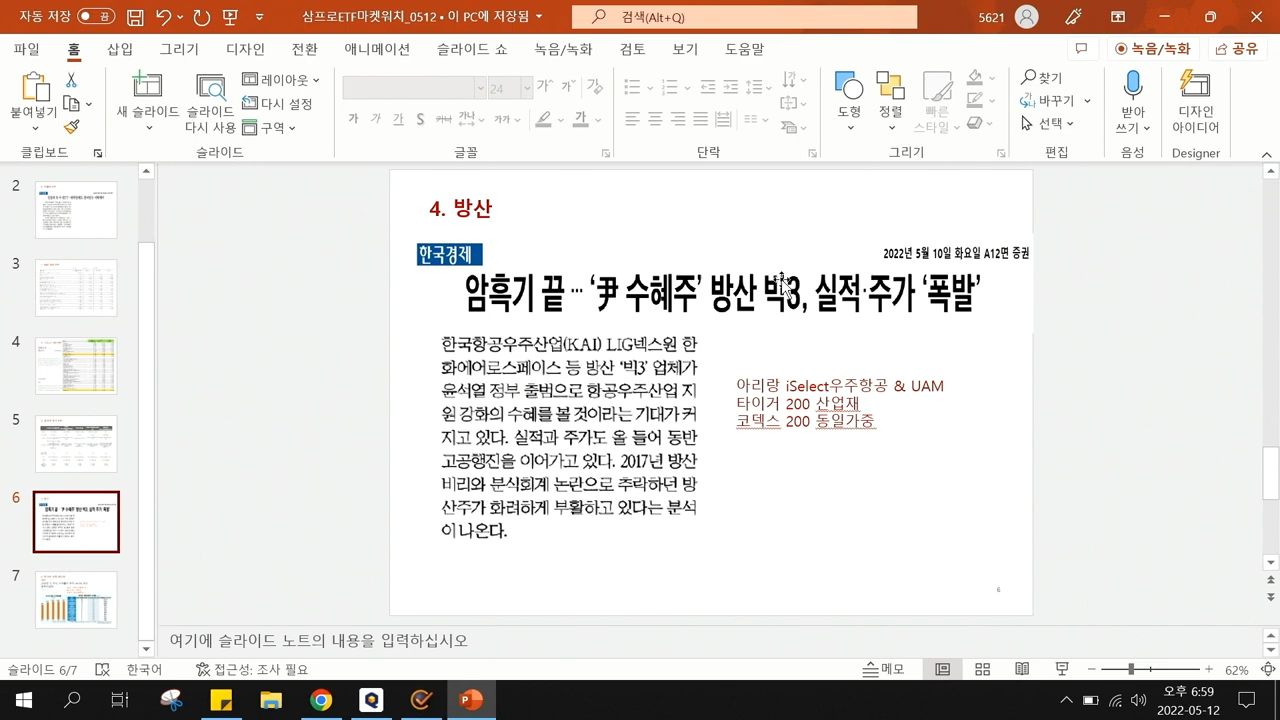 자동 저장 끔 삼프로ETF마켓워치_0512 • 이 PC에 저장됨 검색(Alt+Q) 5621
파일 홈 삽입 그리기 디자인 전환 애니메이션 슬라이드 쇼 녹음/녹화 검토 보기 도움말 녹음/녹화 공유
붙여넣기
새 슬라이드
슬라이드 다시 사용
레이아웃
다시 설정
구역
24
도형
정렬
빠른 스타일
찾기
바꾸기
선택
받아쓰기
디자인 아이디어
클립보드 슬라이드 글꼴 단락 그리기 편집 음성 Designer
2
3
4
5
6
7
4. 방산
한국경제
2022년 5월 10일 화요일 A12면 증권
암흑기 끝… ‘尹 수혜주’ 방산 빅3, 실적·주가 ‘폭발’
한국항공우주산업(KAI) LIG넥스원 한
화에어로스페이스 등 방산 ‘빅3’ 업체가
윤석열 정부 출범으로 항공우주산업 지
원 강화의 수혜를 볼 것이라는 기대가 커
지고 있다. 실적과 주가도 올 들어 동반
고공행진을 이어가고 있다. 2017년 방산
비리와 분식회계 논란으로 추락하던 방
산주가 화려하게 부활하고 있다는 분석
이 나온다.
아리랑 iSelect우주항공 & UAM
타이거 200 산업재
코덱스 200 동일가중
6
여기에 슬라이드 노트의 내용을 입력하십시오
슬라이드 6/7 한국어 접근성: 조사 필요 메모 62%
오후 6:59
2022-05-12